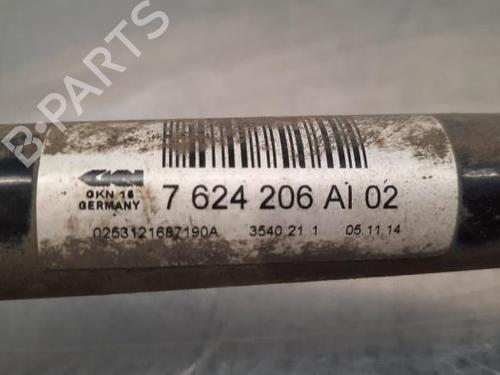 B-PARTS
GKN 16
GERMANY
7 624 206 AI 02
0253121687190A 3540 21 1 05.11.14